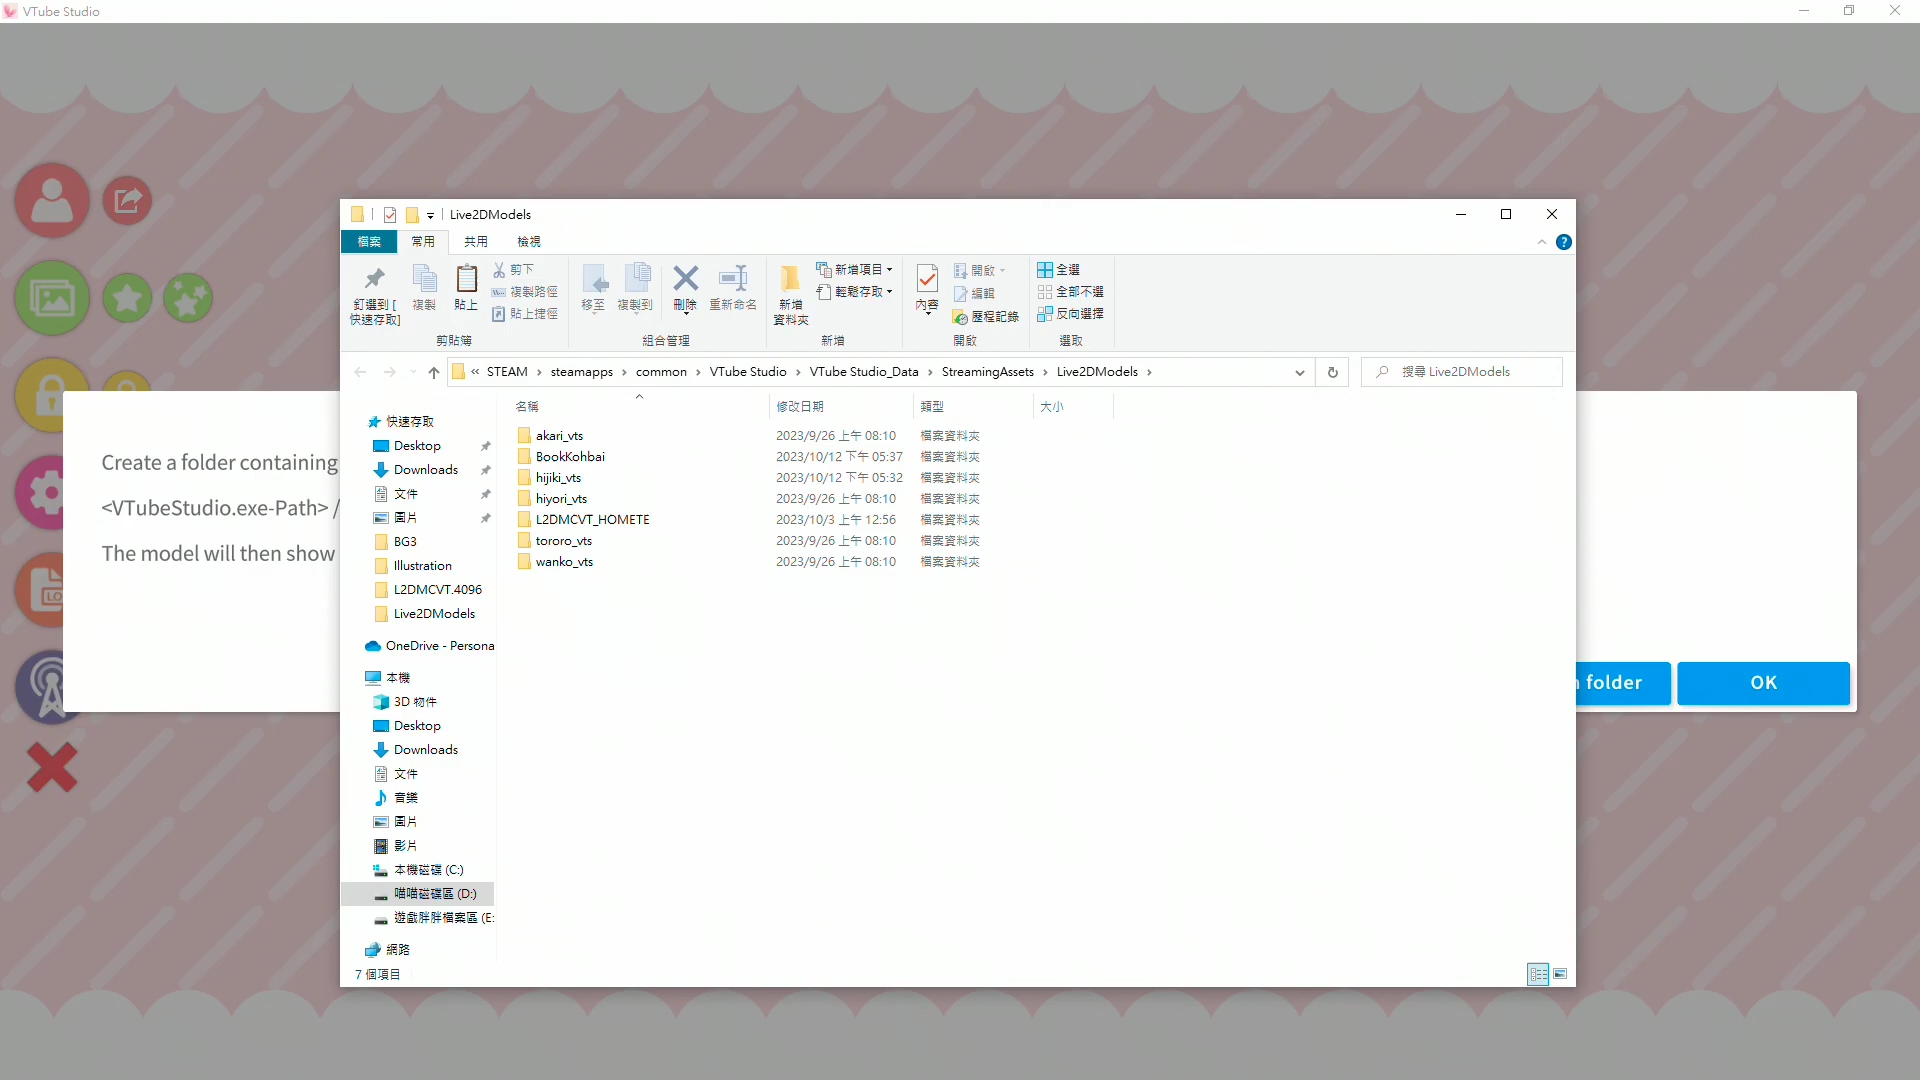 VTube Studio
Live2DModels
檔案 常用 共用 檢視
釘選到 [
快速存取]
複製
貼上
剪下
複製路徑
貼上捷徑
剪貼簿
移至
複製到
刪除
重新命名
組合管理
新增
資料夾
新增項目
輕鬆存取
新增
內容
開啟
編輯
歷程記錄
開啟
全選
全部不選
反向選擇
選取
« STEAM › steamapps › common › VTube Studio › VTube Studio_Data › StreamingAssets › Live2DModels ›
搜尋 Live2DModels
名稱 修改日期 類型 大小
akari_vts 2023/9/26 上午 08:10 檔案資料夾
BookKohbai 2023/10/12 下午 05:37 檔案資料夾
hijiki_vts 2023/10/12 下午 05:32 檔案資料夾
hiyori_vts 2023/9/26 上午 08:10 檔案資料夾
L2DMCVT_HOMETE 2023/10/3 上午 12:56 檔案資料夾
tororo_vts 2023/9/26 上午 08:10 檔案資料夾
wanko_vts 2023/9/26 上午 08:10 檔案資料夾
快速存取
Desktop
Downloads
文件
圖片
BG3
Illustration
L2DMCVT.4096
Live2DModels
OneDrive - Persona
本機
3D 物件
Desktop
Downloads
文件
音樂
圖片
影片
本機磁碟 (C:)
喵喵磁碟區 (D:)
遊戲胖胖檔案區 (E:
網路
7 個項目
Create a folder containing
<VTubeStudio.exe-Path> /
The model will then show
folder
OK
LO